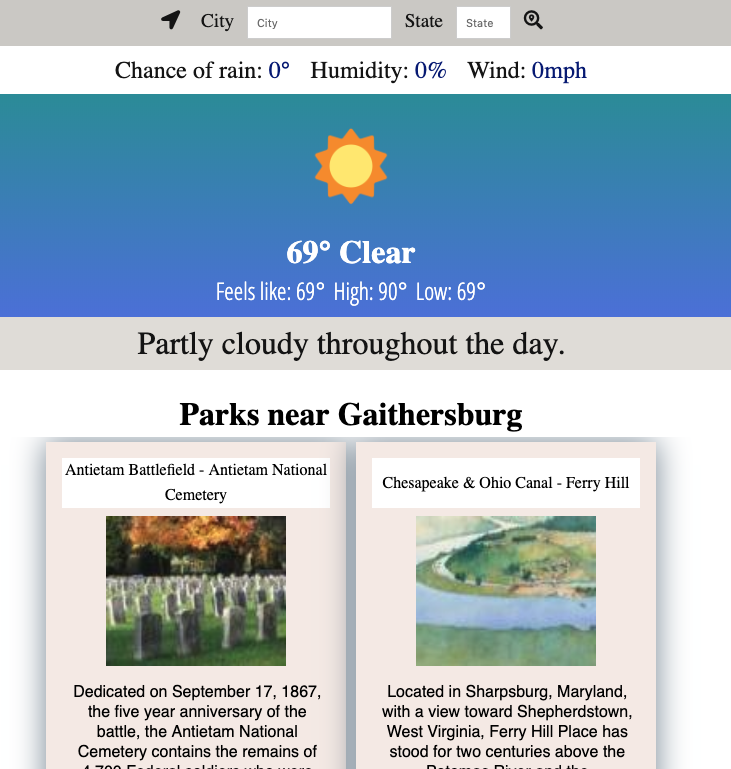 City City State State
Chance of rain: 0° Humidity: 0% Wind: 0mph
69° Clear
Feels like: 69° High: 90° Low: 69°
Partly cloudy throughout the day.
Parks near Gaithersburg
Antietam Battlefield - Antietam National
Cemetery
Dedicated on September 17, 1867,
the five year anniversary of the
battle, the Antietam National
Cemetery contains the remains of
Chesapeake & Ohio Canal - Ferry Hill
Located in Sharpsburg, Maryland,
with a view toward Shepherdstown,
West Virginia, Ferry Hill Place has
stood for two centuries above the
Potomac River and the